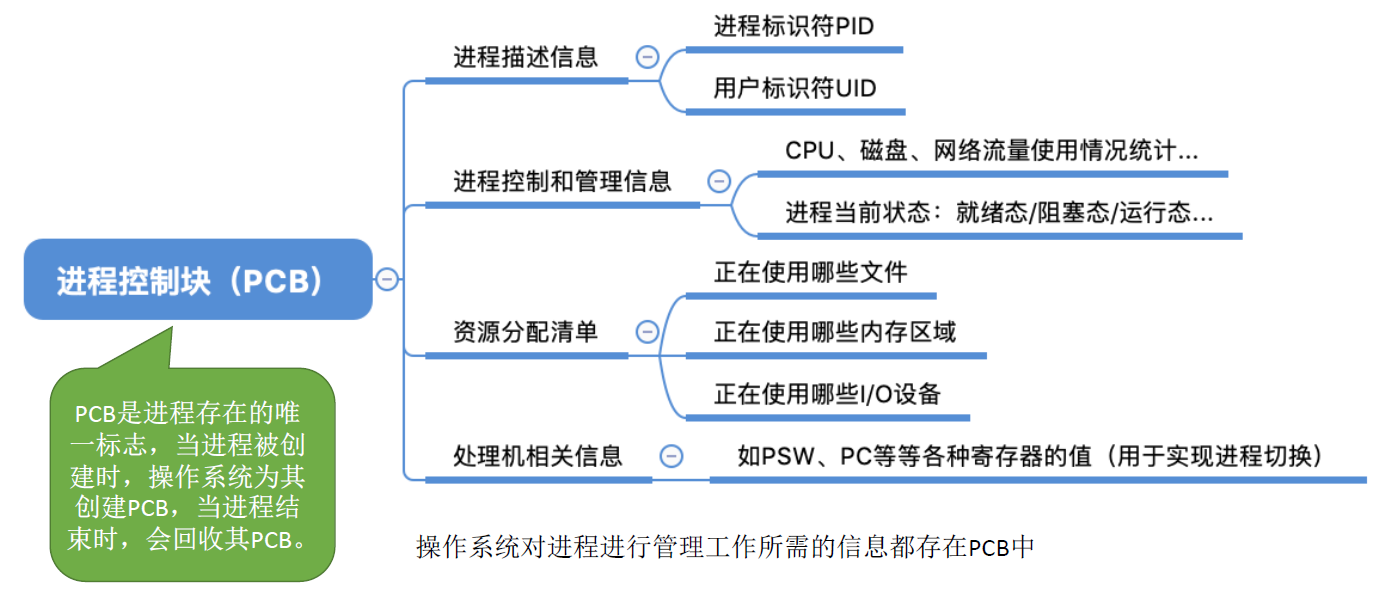 进程标识符PID
进程描述信息
用户标识符UID
CPU、磁盘、网络流量使用情况统计...
进程控制和管理信息
进程当前状态：就绪态/阻塞态/运行态...
进程控制块（PCB）
正在使用哪些文件
资源分配清单
正在使用哪些内存区域
正在使用哪些I/O设备
处理机相关信息
如PSW、PC等等各种寄存器的值（用于实现进程切换）
PCB是进程存在的唯
一标志，当进程被创
建时，操作系统为其
创建PCB，当进程结
束时，会回收其PCB。
操作系统对进程进行管理工作所需的信息都存在PCB中